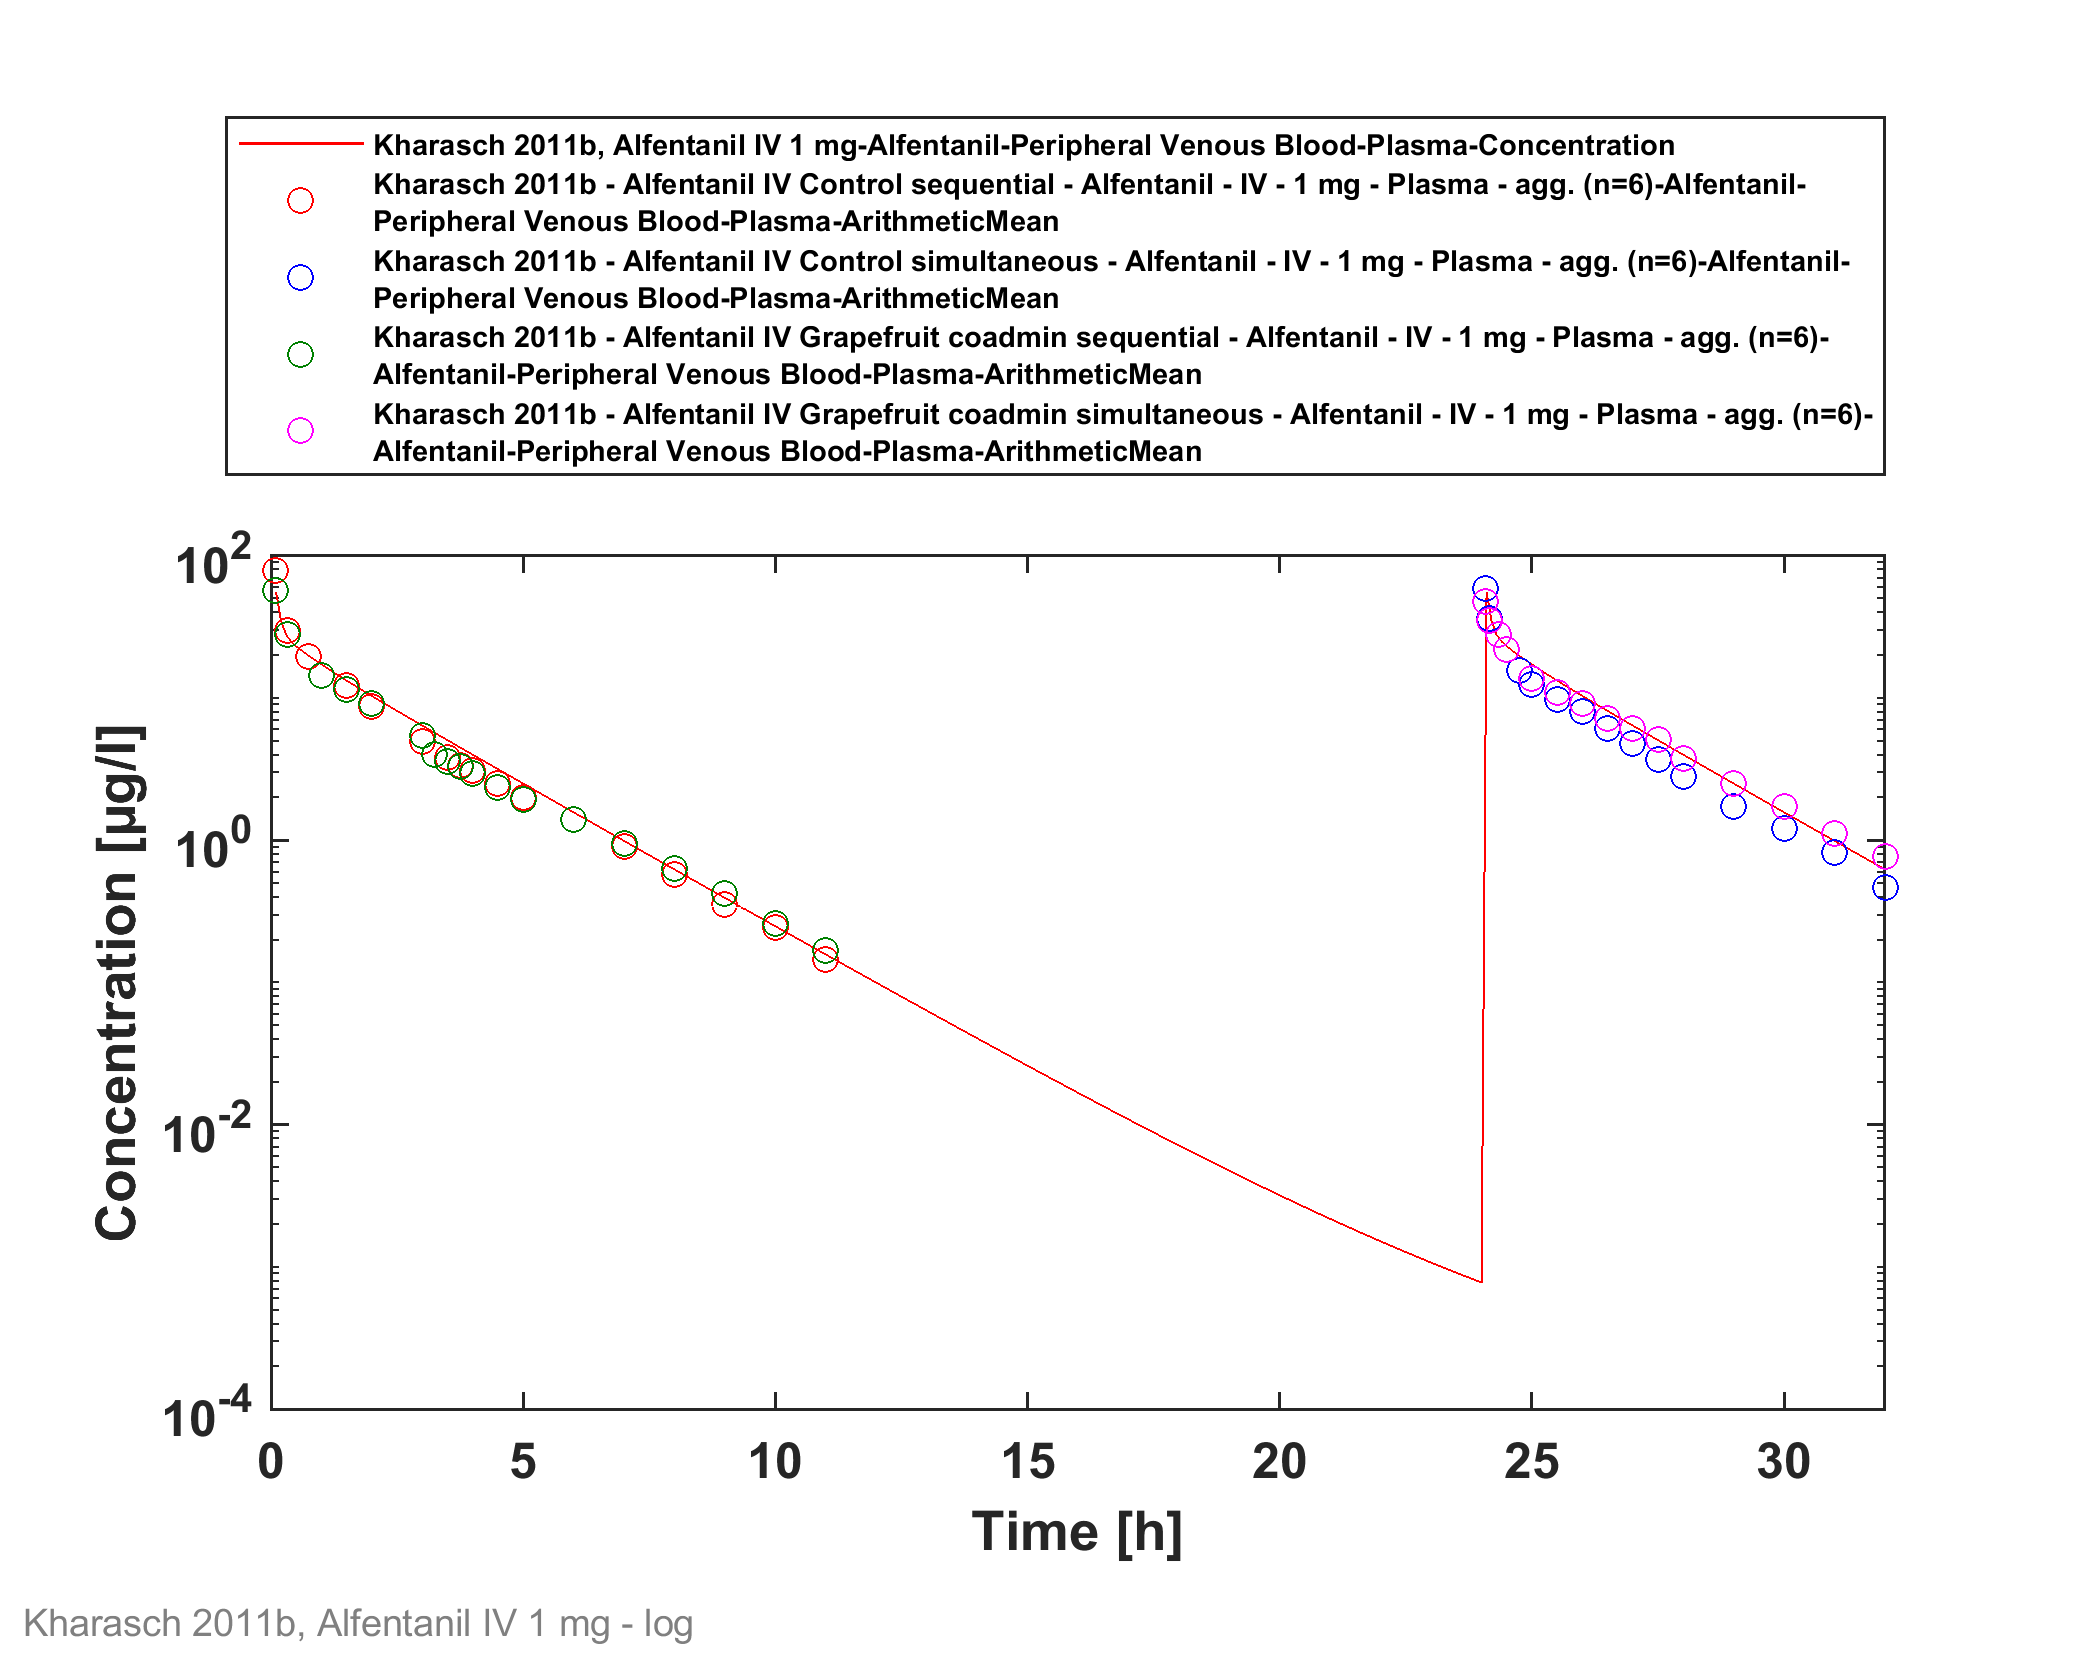 Kharasch 2011b, Alfentanil IV 1 mg-Alfentanil-Peripheral Venous Blood-Plasma-Concentration
Kharasch 2011b - Alfentanil IV Control sequential - Alfentanil - IV - 1 mg - Plasma - agg. (n=6)-Alfentanil-
Peripheral Venous Blood-Plasma-ArithmeticMean
Kharasch 2011b - Alfentanil IV Control simultaneous - Alfentanil - IV - 1 mg - Plasma - agg. (n=6)-Alfentanil-
Peripheral Venous Blood-Plasma-ArithmeticMean
Kharasch 2011b - Alfentanil IV Grapefruit coadmin sequential - Alfentanil - IV - 1 mg - Plasma - agg. (n=6)-
Alfentanil-Peripheral Venous Blood-Plasma-ArithmeticMean
Kharasch 2011b - Alfentanil IV Grapefruit coadmin simultaneous - Alfentanil - IV - 1 mg - Plasma - agg. (n=6)-
Alfentanil-Peripheral Venous Blood-Plasma-ArithmeticMean
10^2
10^0
10^-2
10^-4
Concentration [µg/l]
0 5 10 15 20 25 30
Time [h]
Kharasch 2011b, Alfentanil IV 1 mg - log